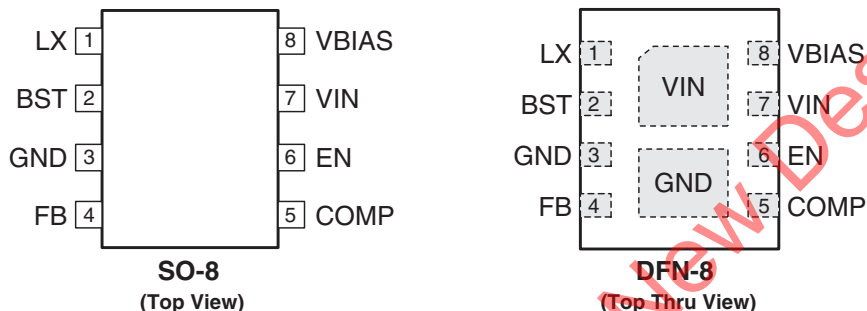 LX 1 8 VBIAS
BST 2 7 VIN
GND 3 6 EN
FB 4 5 COMP
SO-8
(Top View)
LX 1 VIN 8 VBIAS
BST 2 7 VIN
GND 3 GND 6 EN
FB 4 5 COMP
DFN-8
(Top Thru View)
New Des